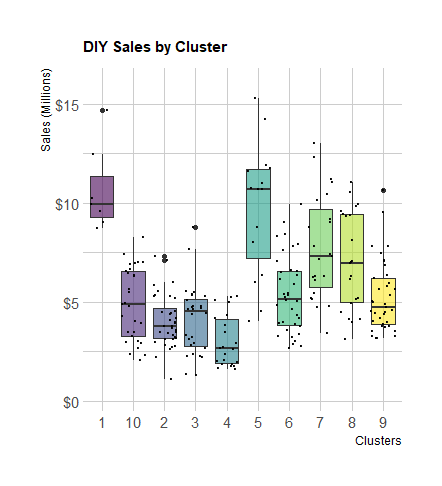 DIY Sales by Cluster
Sales (Millions)
$15
$10
$5
$0
1 10 2 3 4 5 6 7 8 9
Clusters